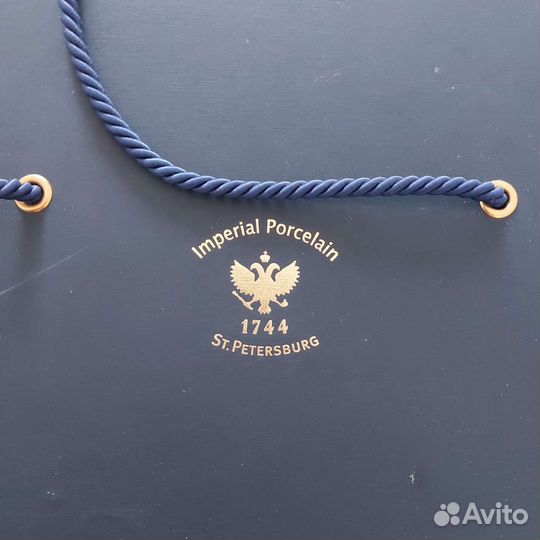 Imperial Porcelain
1744
ST. PETERSBURG
Avito